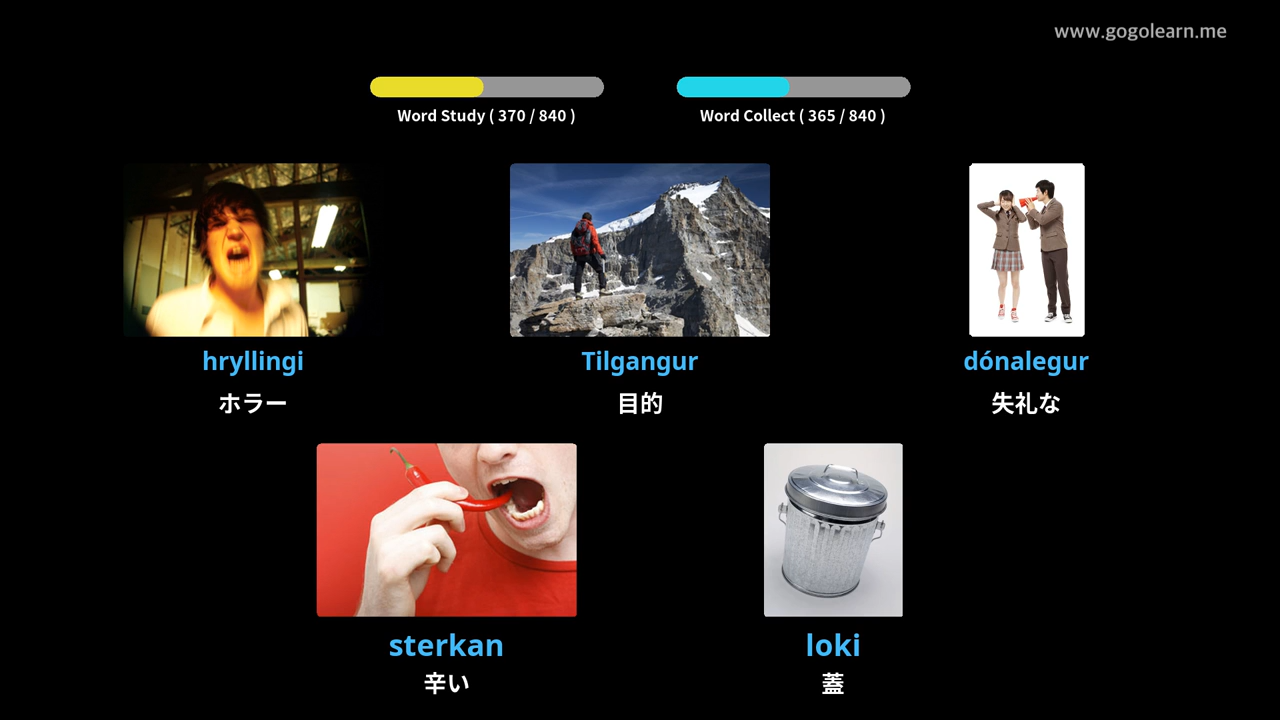 www.gogolearn.me
Word Study ( 370 / 840 )
Word Collect ( 365 / 840 )
hryllingi
ホラー
Tilgangur
目的
dónalegur
失礼な
sterkan
辛い
loki
蓋